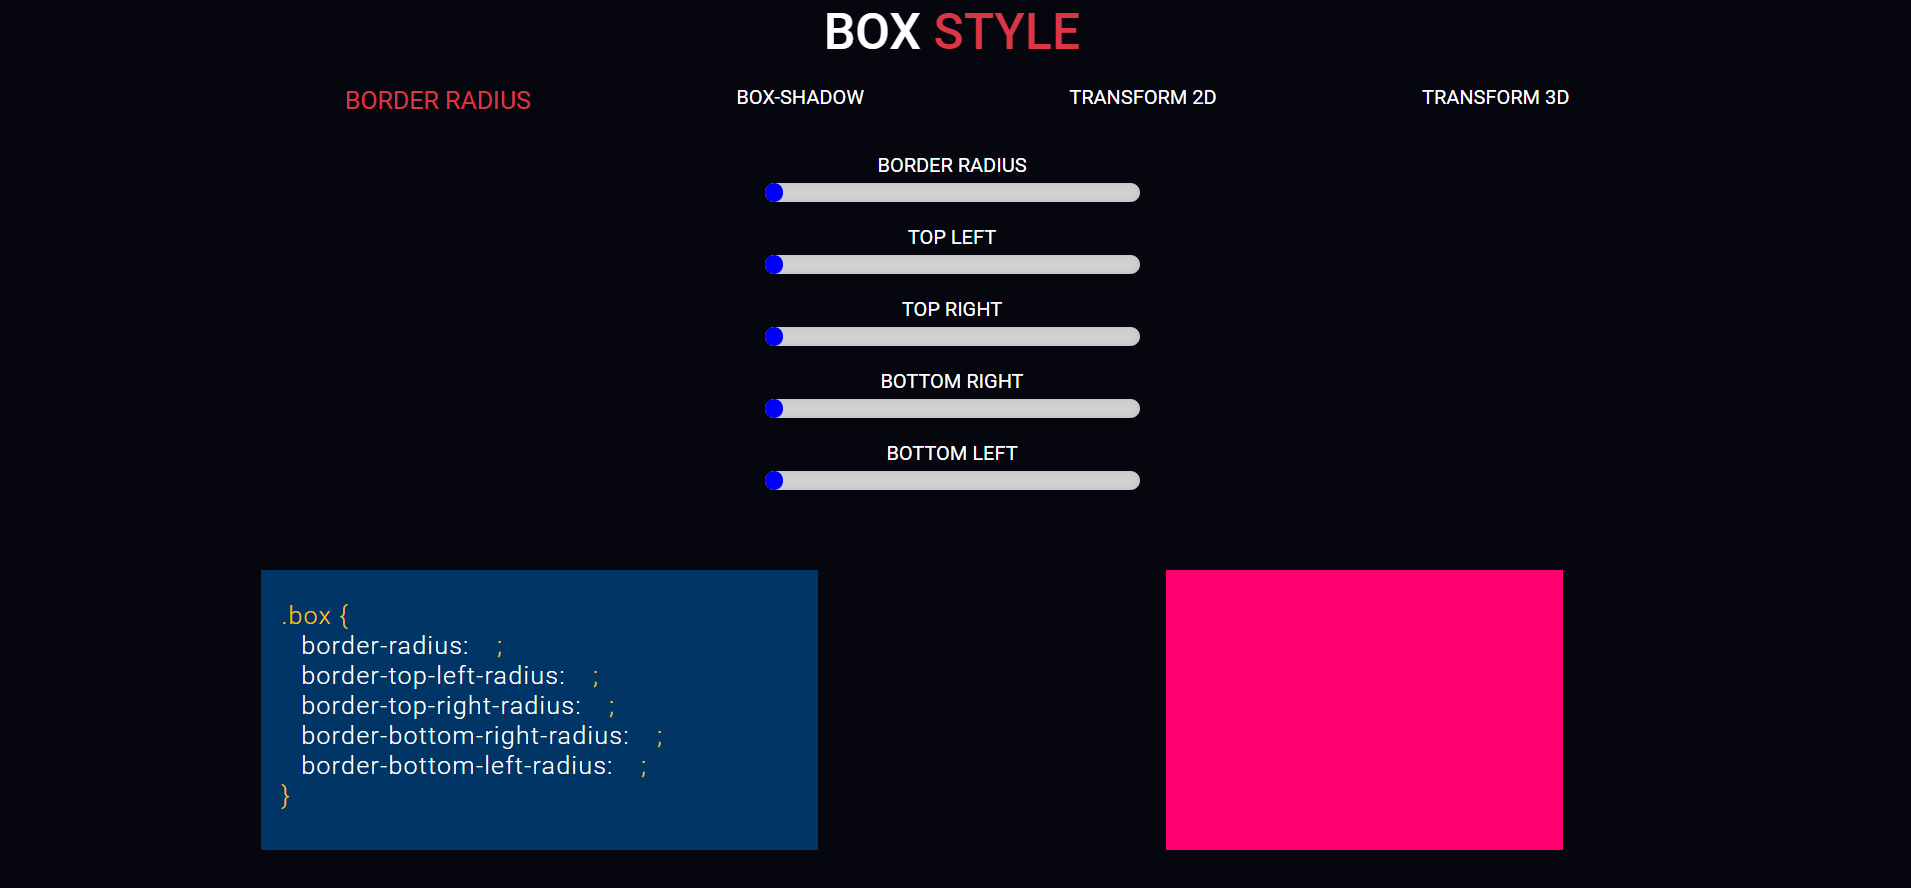 BOX STYLE
BORDER RADIUS
BOX-SHADOW
TRANSFORM 2D
TRANSFORM 3D
BORDER RADIUS
TOP LEFT
TOP RIGHT
BOTTOM RIGHT
BOTTOM LEFT
.box {
border-radius: ;
border-top-left-radius: ;
border-top-right-radius: ;
border-bottom-right-radius: ;
border-bottom-left-radius: ;
}